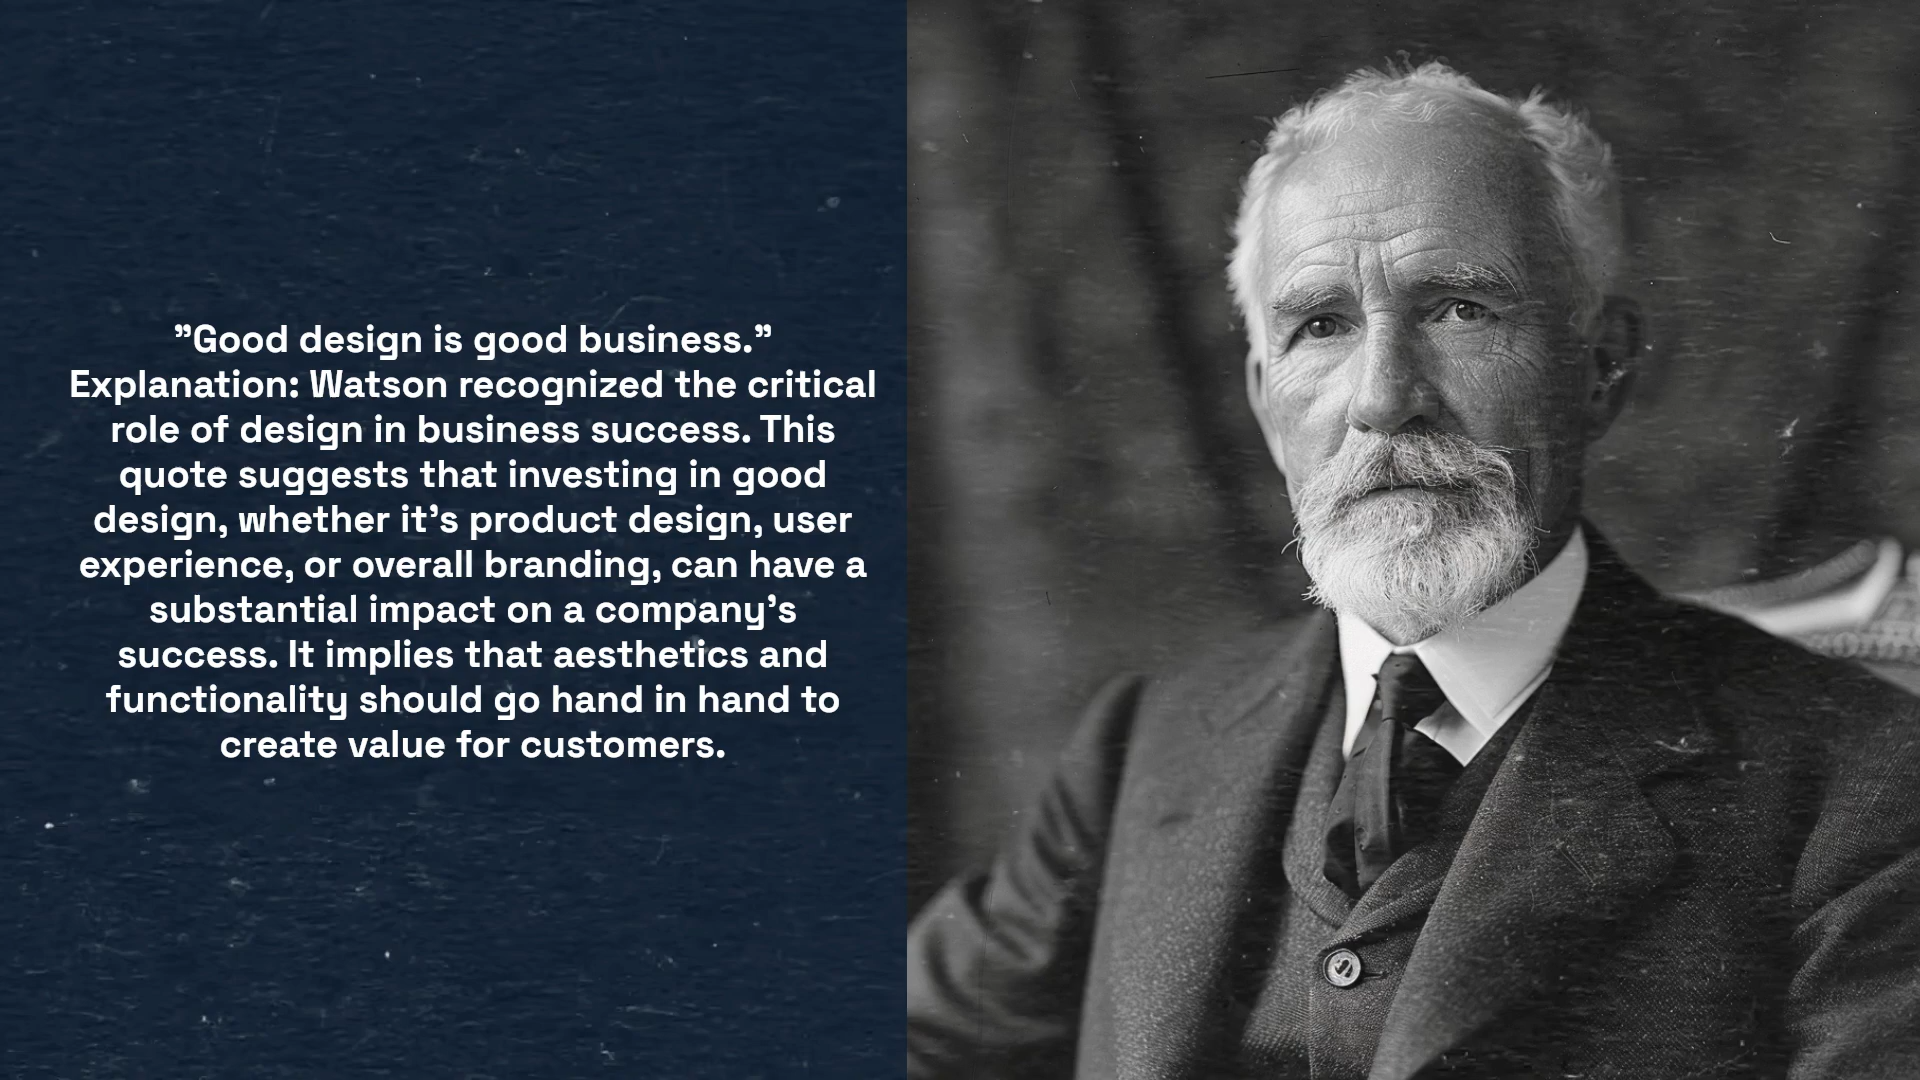 ”Good design is good business.”
Explanation: Watson recognized the critical
role of design in business success. This
quote suggests that investing in good
design, whether it’s product design, user
experience, or overall branding, can have a
substantial impact on a company’s
success. It implies that aesthetics and
functionality should go hand in hand to
create value for customers.